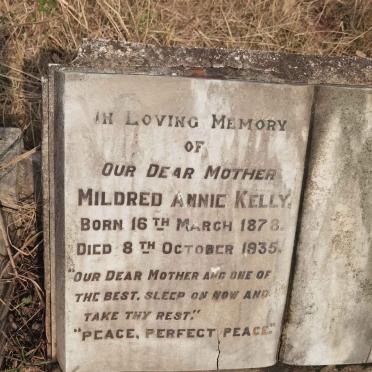 IN LOVING MEMORY
OF
OUR DEAR MOTHER
MILDRED ANNIE KELLY.
BORN 16TH MARCH 1878.
DIED 8TH OCTOBER 1935.
"OUR DEAR MOTHER AND ONE OF
THE BEST. SLEEP ON NOW AND
TAKE THY REST."
"PEACE, PERFECT PEACE."